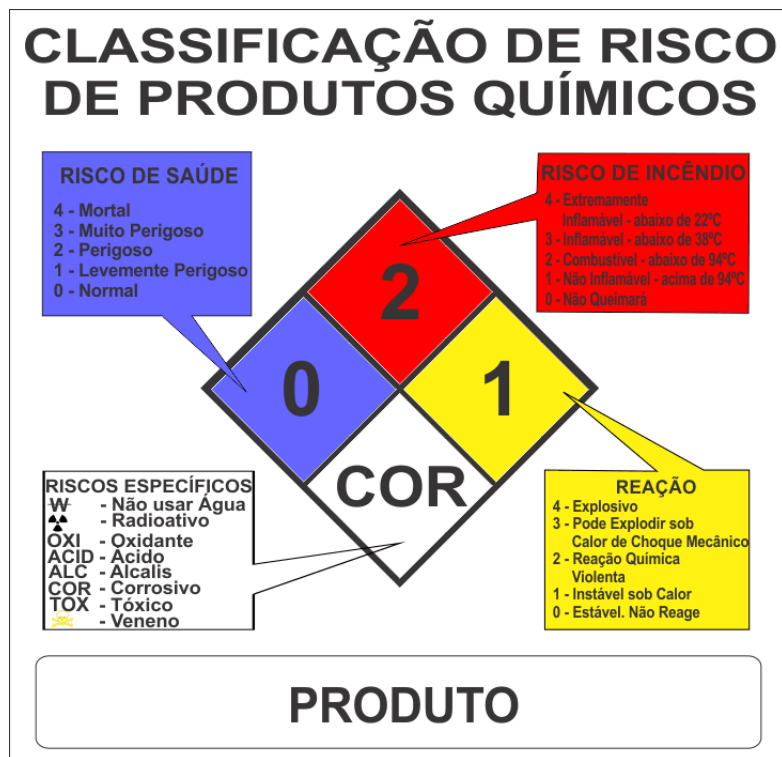 CLASSIFICAÇÃO DE RISCO
DE PRODUTOS QUÍMICOS
RISCO DE SAÚDE
4 - Mortal
3 - Muito Perigoso
2 - Perigoso
1 - Levemente Perigoso
0 - Normal
RISCO DE INCÊNDIO
4 - Extremamente
Inflamável - abaixo de 22ºC
3 - Inflamável - abaixo de 38ºC
2 - Combustível - abaixo de 94ºC
1 - Não Inflamável - acima de 94ºC
0 - Não Queimará
2
0
1
COR
RISCOS ESPECÍFICOS
W - Não usar Água
- Radioativo
OXI - Oxidante
ACID - Acido
ALC - Alcalis
COR - Corrosivo
TOX - Tóxico
- Veneno
REAÇÃO
4 - Explosivo
3 - Pode Explodir sob
Calor de Choque Mecânico
2 - Reação Química
Violenta
1 - Instável sob Calor
0 - Estável. Não Reage
PRODUTO